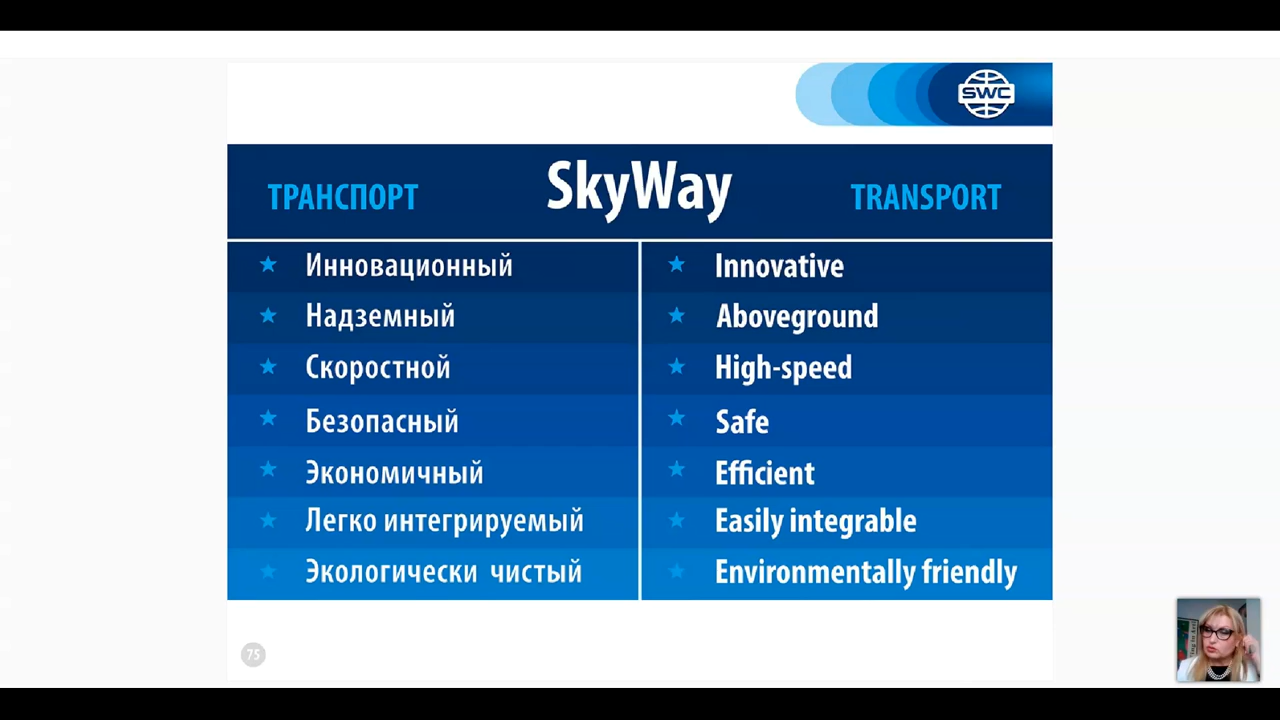 SWC
ТРАНСПОРТ
SkyWay
TRANSPORT
Инновационный
Innovative
Надземный
Aboveground
Скоростной
High-speed
Безопасный
Safe
Экономичный
Efficient
Легко интегрируемый
Easily integrable
Экологически чистый
Environmentally friendly
75